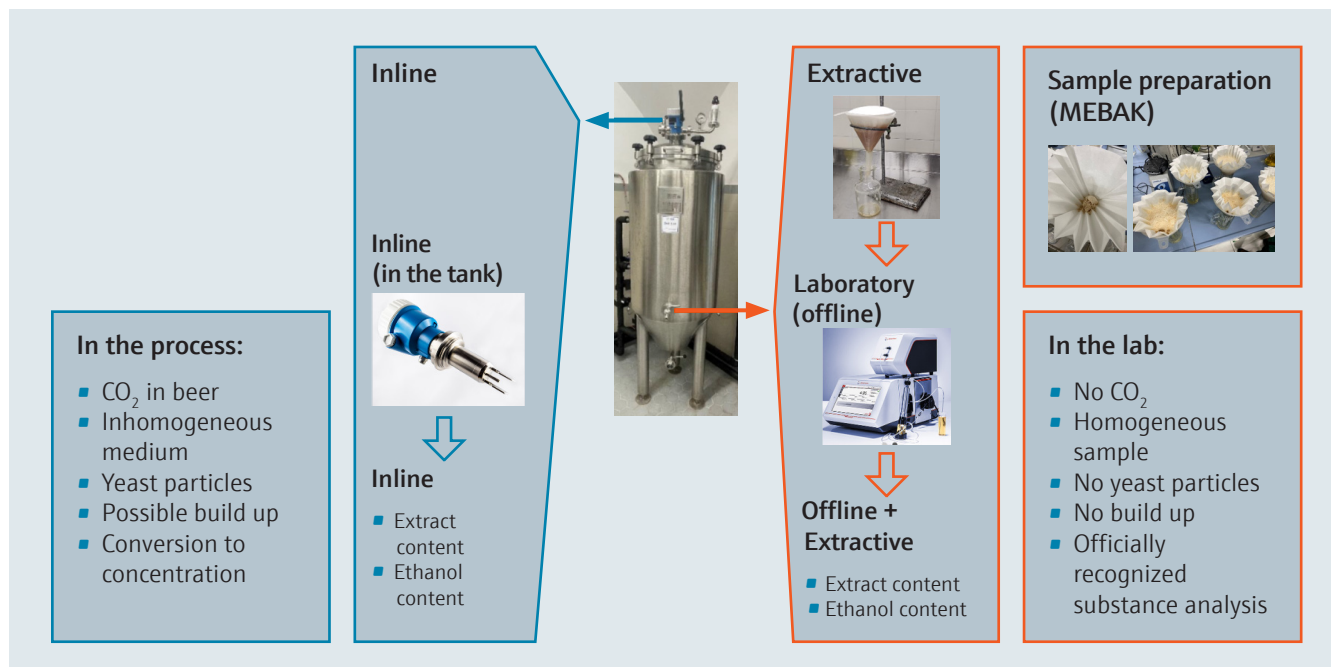 Inline
Inline
(in the tank)
Inline
Extract
content
Ethanol
content
In the process:
CO₂ in beer
Inhomogeneous
medium
Yeast particles
Possible build up
Conversion to
concentration
Extractive
Laboratory
(offline)
Offline +
Extractive
Extract content
Ethanol content
Sample preparation
(MEBAK)
In the lab:
No CO₂
Homogeneous
sample
No yeast particles
No build up
Officially
recognized
substance analysis